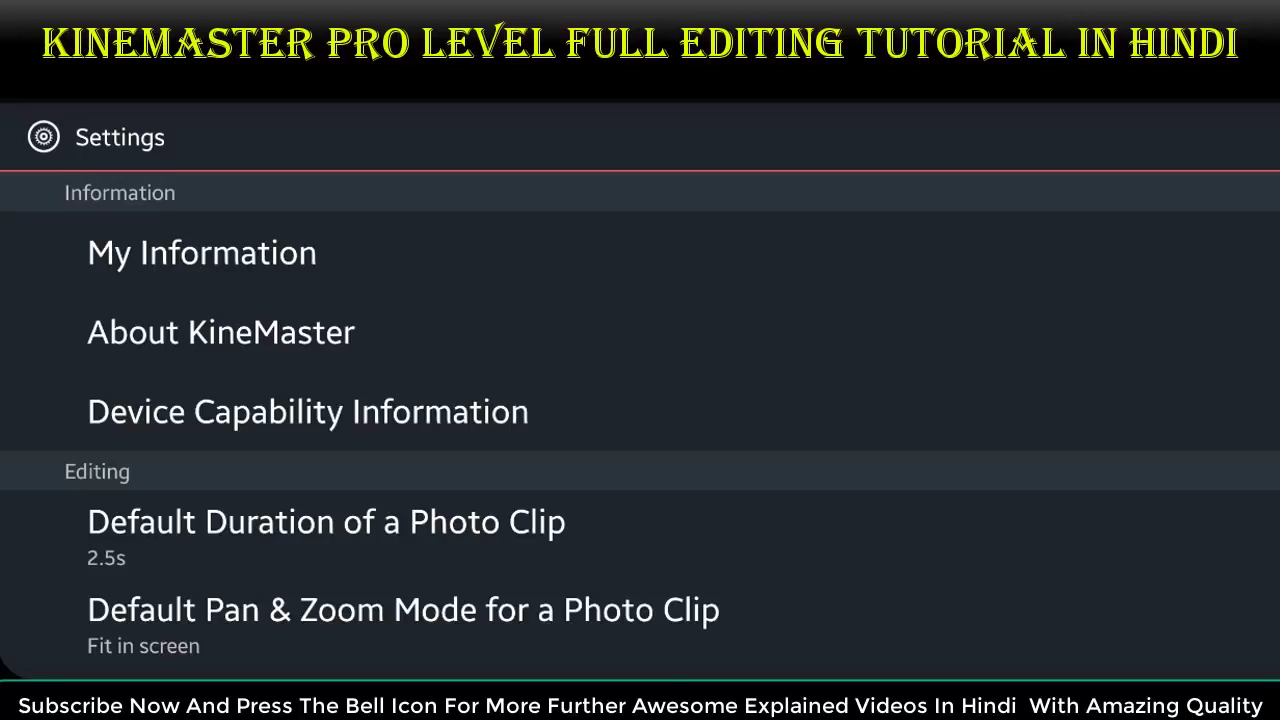 KINEMASTER PRO LEVEL FULL EDITING TUTORIAL IN HINDI
Settings
Information
My Information
About KineMaster
Device Capability Information
Editing
Default Duration of a Photo Clip
2.5s
Default Pan & Zoom Mode for a Photo Clip
Fit in screen
Subscribe Now And Press The Bell Icon For More Further Awesome Explained Videos In Hindi With Amazing Quality